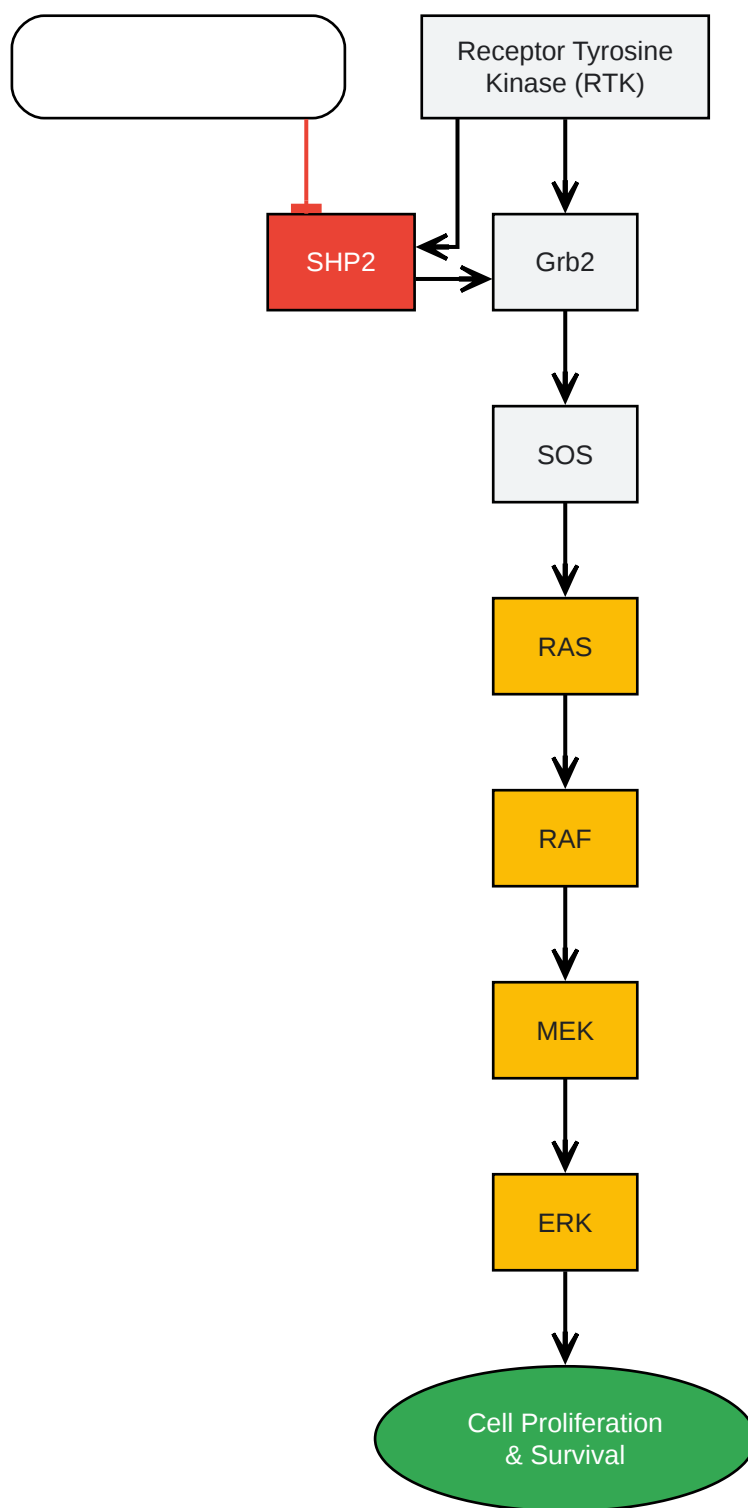 Receptor Tyrosine
Kinase (RTK)
SHP2
Grb2
SOS
RAS
RAF
MEK
ERK
Cell Proliferation
& Survival